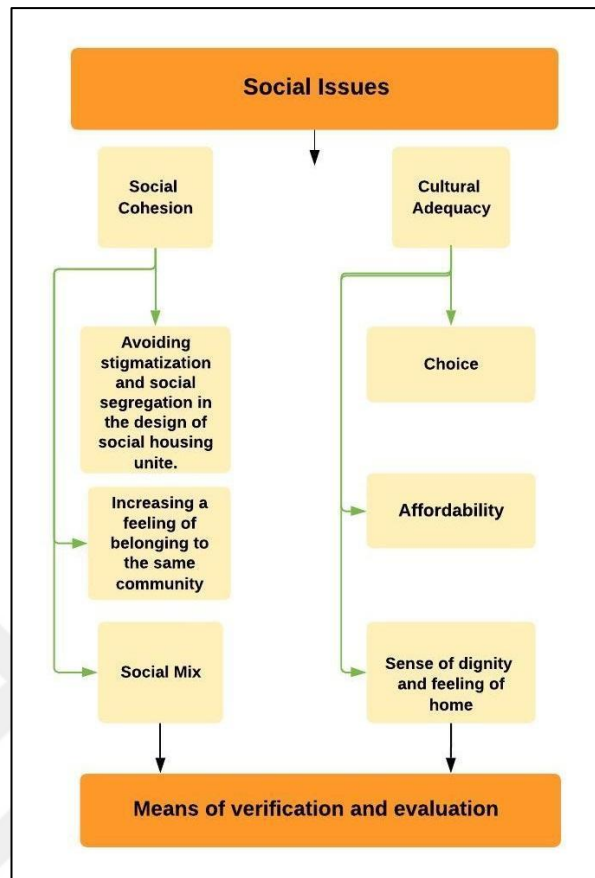 Social Issues
Social
Cohesion
Cultural
Adequacy
Avoiding
stigmatization
and social
segregation in
the design of
social housing
unite.
Choice
Increasing a
feeling of
belonging to
the same
community
Affordability
Social Mix
Sense of dignity
and feeling of
home
Means of verification and evaluation